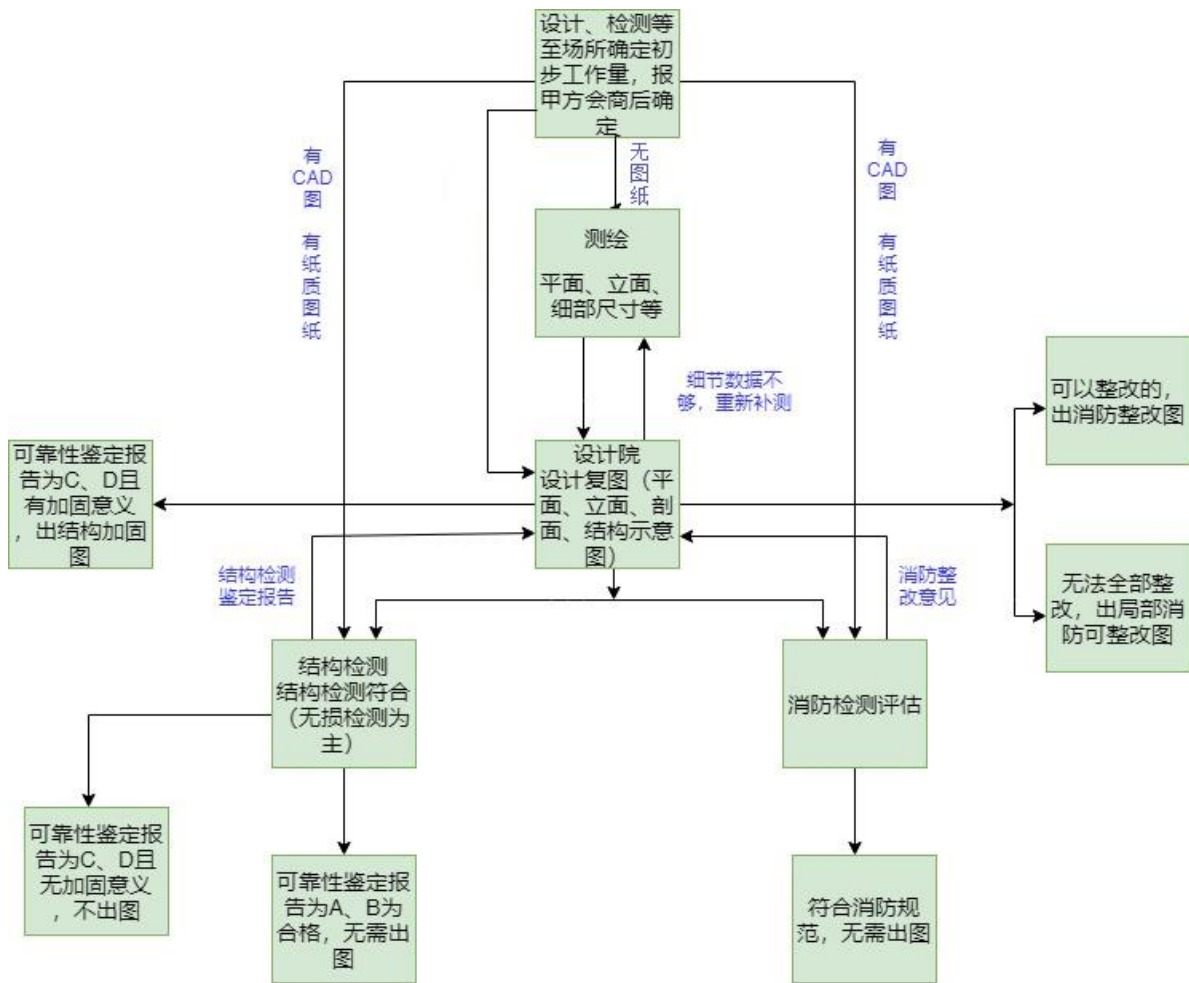 设计、检测等
至场所确定初
步工作量，报
甲方会商后确
定
有
CAD
图
有
纸
质
图
纸
无
图
纸
有
CAD
图
有
纸
质
图
纸
测绘
平面、立面、
细部尺寸等
细节数据不
够，重新补测
可以整改的，
出消防整改图
可靠性鉴定报
告为C、D且
有加固意义
，出结构加固
图
设计院
设计复图（平
面、立面、剖
面、结构示意
图）
无法全部整
改，出局部消
防可整改图
结构检测
鉴定报告
消防整
改意见
结构检测
结构检测符合
（无损检测为
主）
消防检测评估
可靠性鉴定报
告为C、D且
无加固意义
，不出图
可靠性鉴定报
告为A、B为
合格，无需出
图
符合消防规
范，无需出图